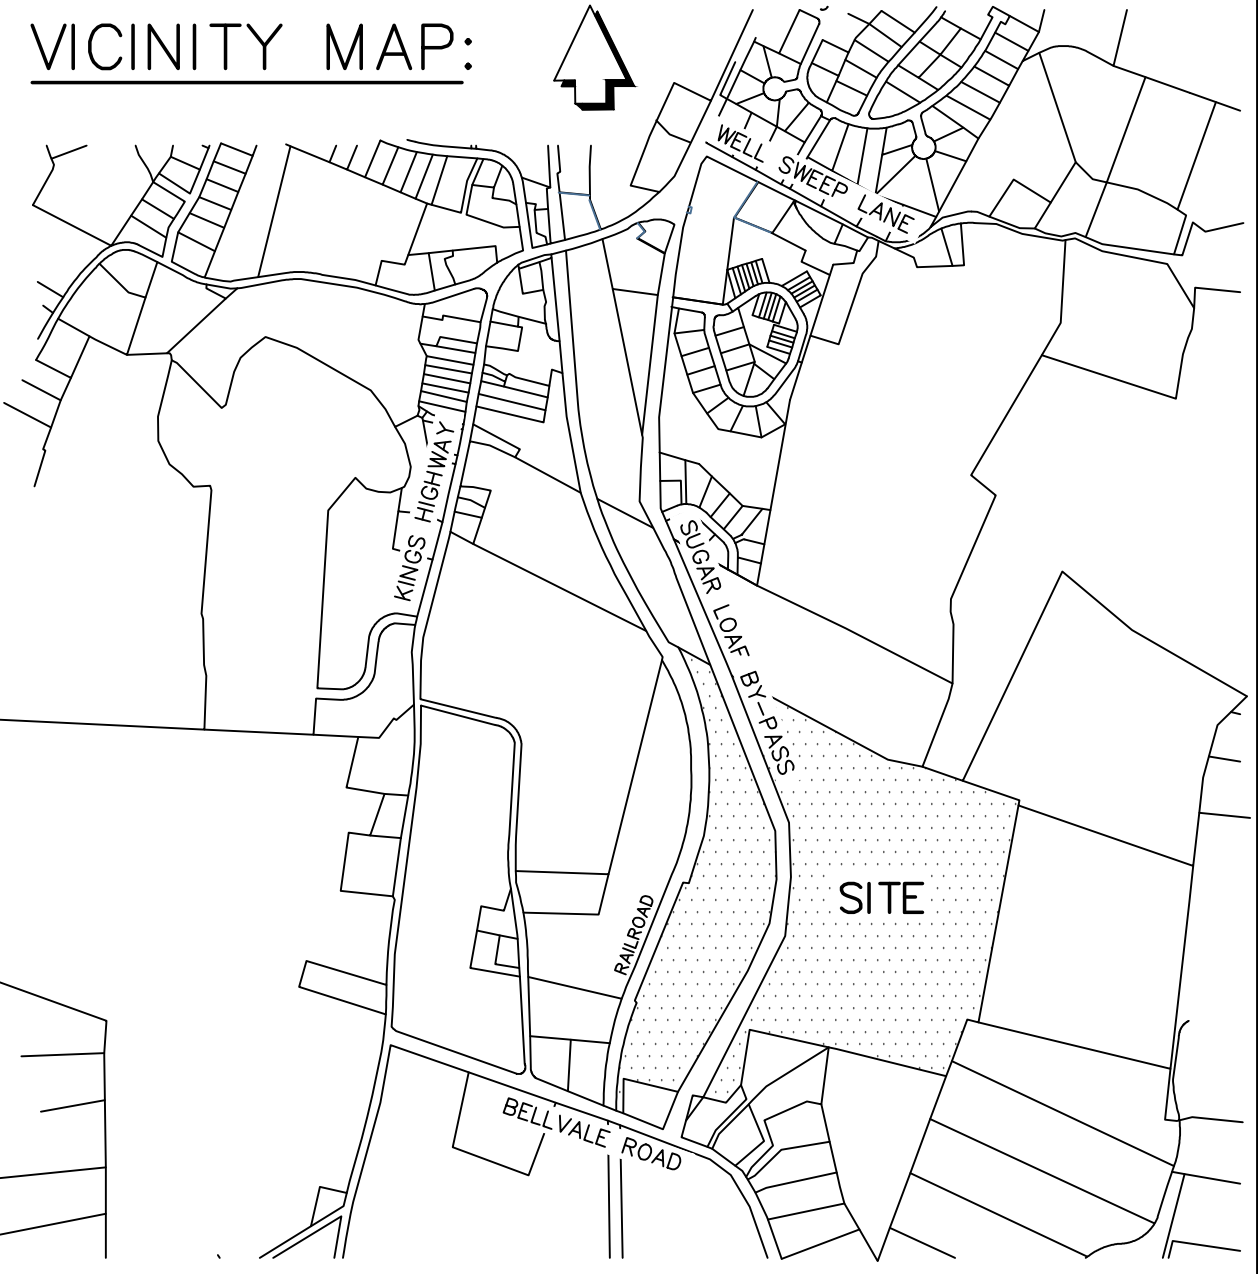 VICINITY MAP:
WELL SWEEP LANE
KINGS HIGHWAY
SUGAR LOAF BY-PASS
SITE
RAILROAD
BELLVALE ROAD